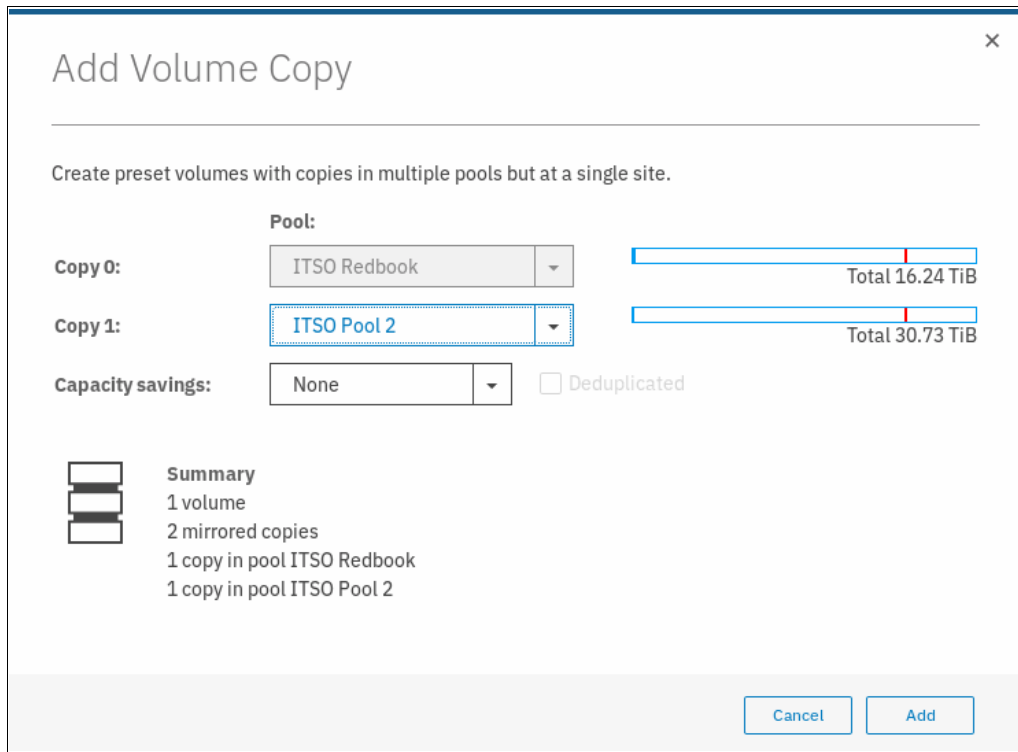 Add Volume Copy
Create preset volumes with copies in multiple pools but at a single site.
Pool:
Copy 0: ITSO Redbook
Total 16.24 TiB
Copy 1: ITSO Pool 2
Total 30.73 TiB
Capacity savings: None Deduplicated
Summary
1 volume
2 mirrored copies
1 copy in pool ITSO Redbook
1 copy in pool ITSO Pool 2
Cancel Add